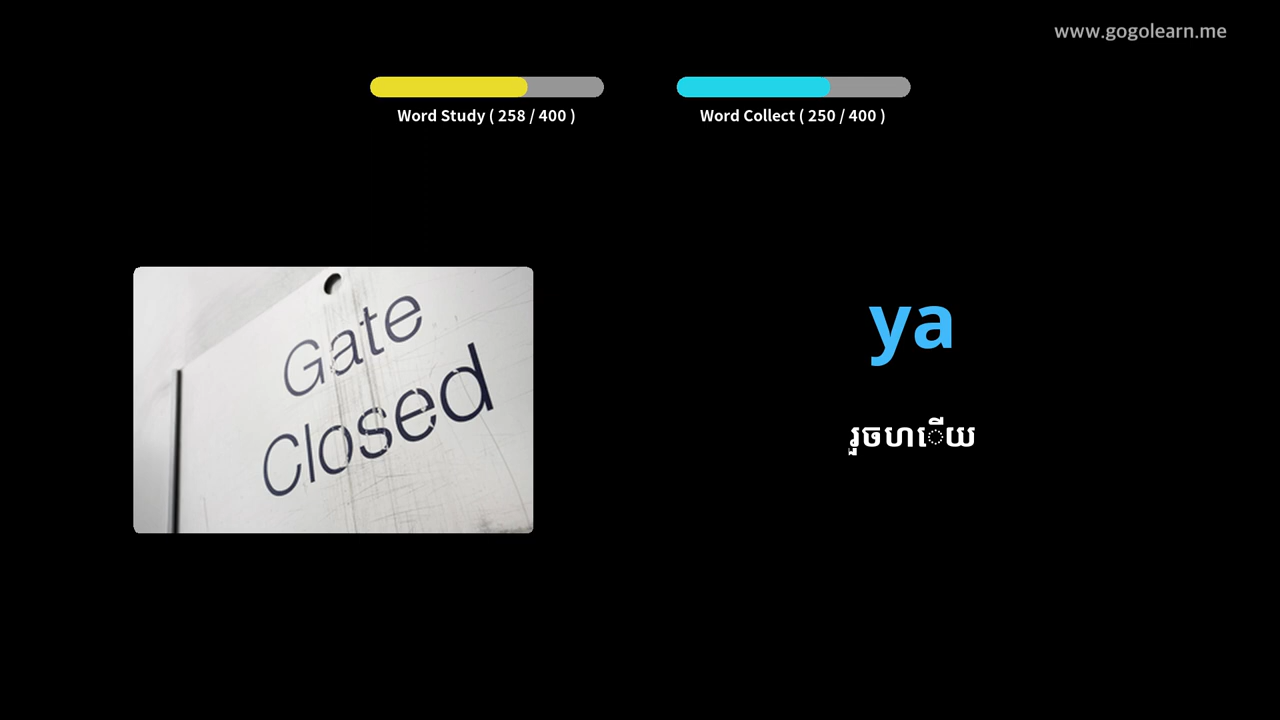 www.gogolearn.me
Word Study ( 258 / 400 )
Word Collect ( 250 / 400 )
Gate
Closed
ya
រួចហើយ